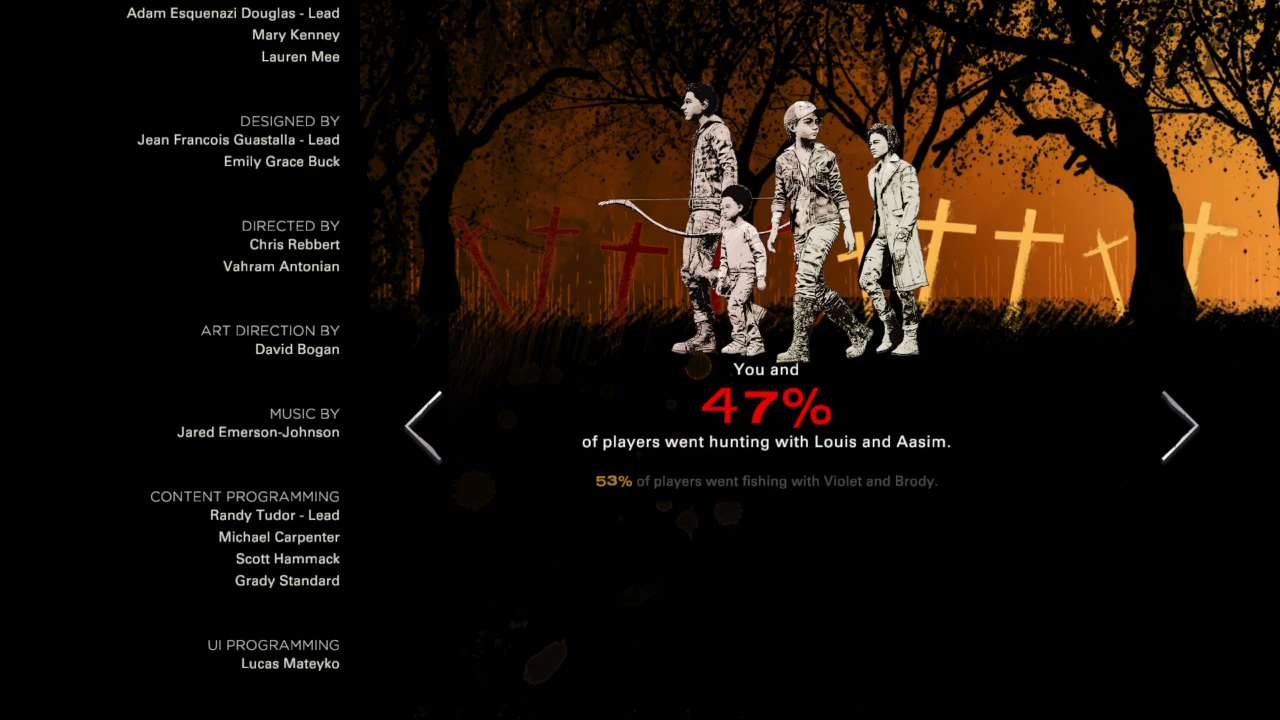 Adam Esquenazi Douglas - Lead
Mary Kenney
Lauren Mee
DESIGNED BY
Jean Francois Guastalla - Lead
Emily Grace Buck
DIRECTED BY
Chris Rebbert
Vahram Antonian
ART DIRECTION BY
David Bogan
MUSIC BY
Jared Emerson-Johnson
CONTENT PROGRAMMING
Randy Tudor - Lead
Michael Carpenter
Scott Hammack
Grady Standard
UI PROGRAMMING
Lucas Mateyko
You and
47%
of players went hunting with Louis and Aasim.
53% of players went fishing with Violet and Brody.